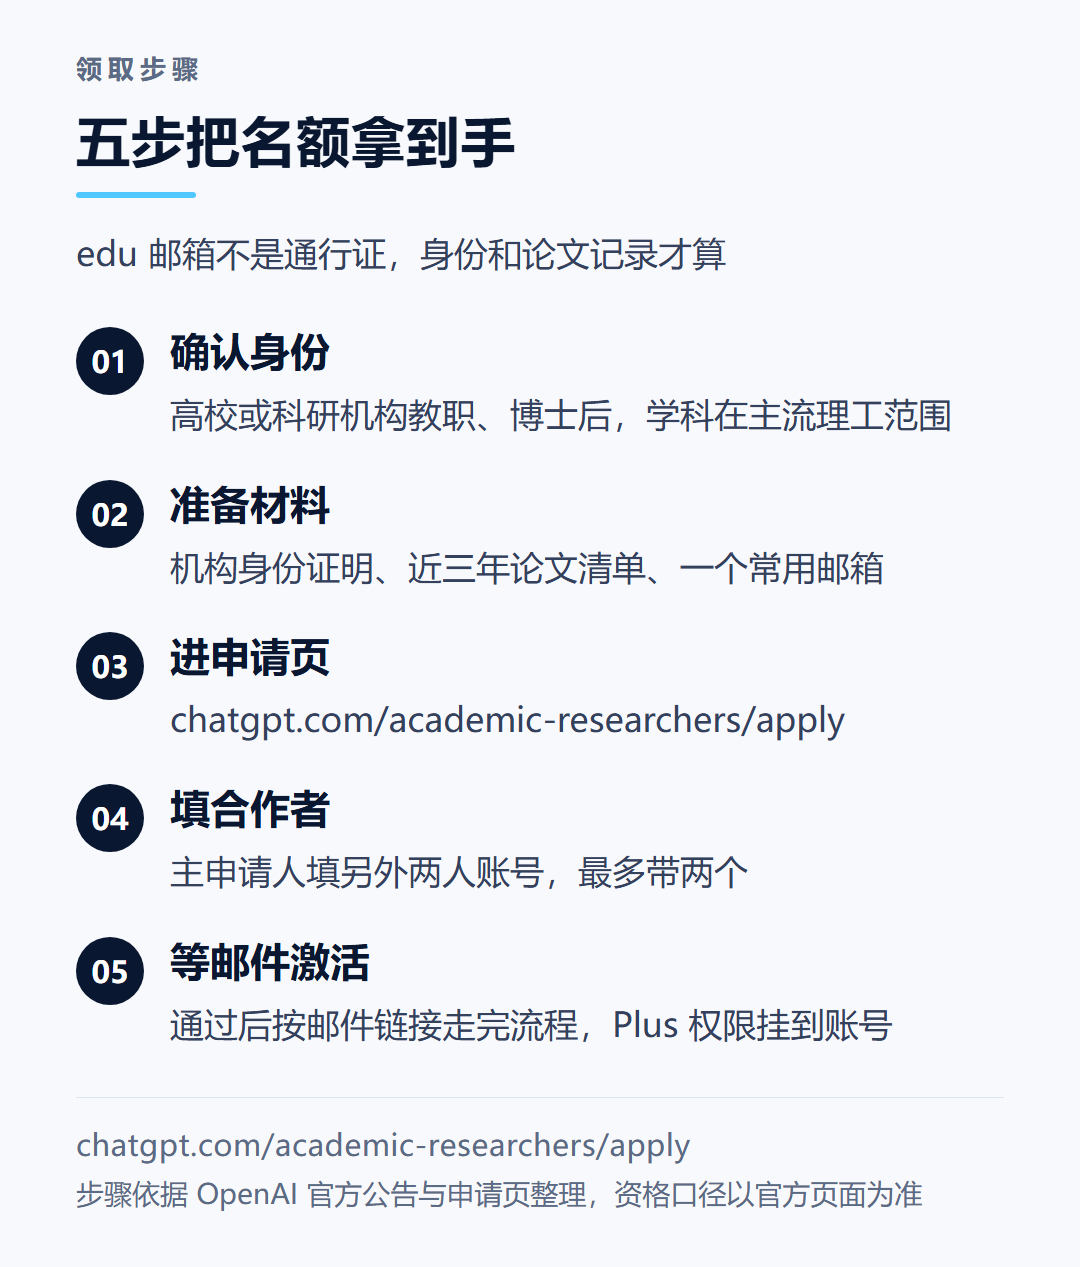 领取步骤
五步把名额拿到手
edu 邮箱不是通行证，身份和论文记录才算
01 确认身份
高校或科研机构教职、博士后，学科在主流理工范围
02 准备材料
机构身份证明、近三年论文清单、一个常用邮箱
03 进申请页
chatgpt.com/academic-researchers/apply
04 填合作者
主申请人填另外两人账号，最多带两个
05 等邮件激活
通过后按邮件链接走完流程，Plus 权限挂到账号
chatgpt.com/academic-researchers/apply
步骤依据 OpenAI 官方公告与申请页整理，资格口径以官方页面为准